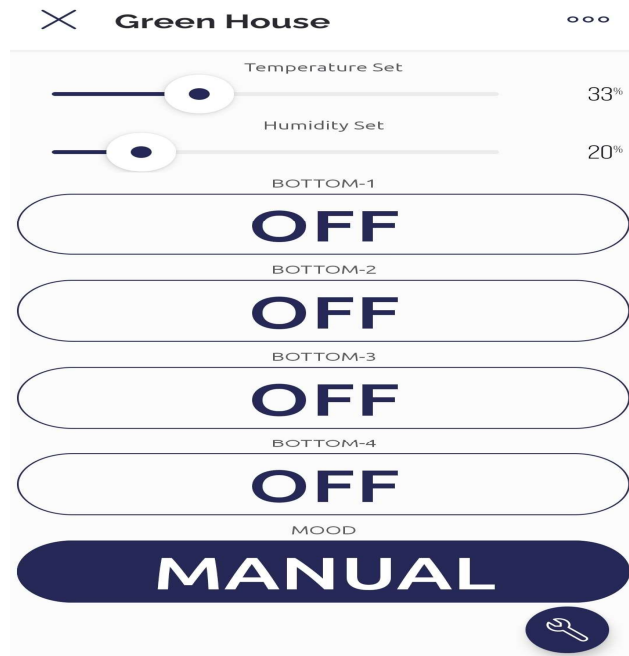 Green House
Temperature Set
33%
Humidity Set
20%
BOTTOM-1
OFF
BOTTOM-2
OFF
BOTTOM-3
OFF
BOTTOM-4
OFF
MOOD
MANUAL